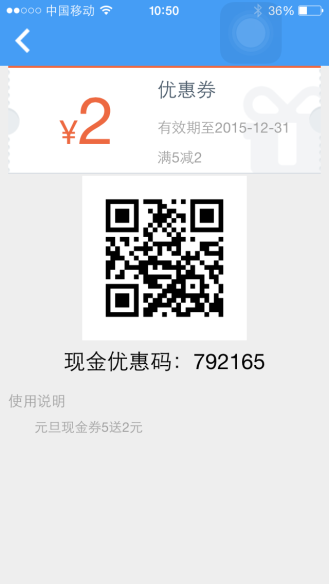 中国移动 10:50 36%
¥2
优惠券
有效期至2015-12-31
满5减2
现金优惠码：792165
使用说明
元旦现金券5送2元